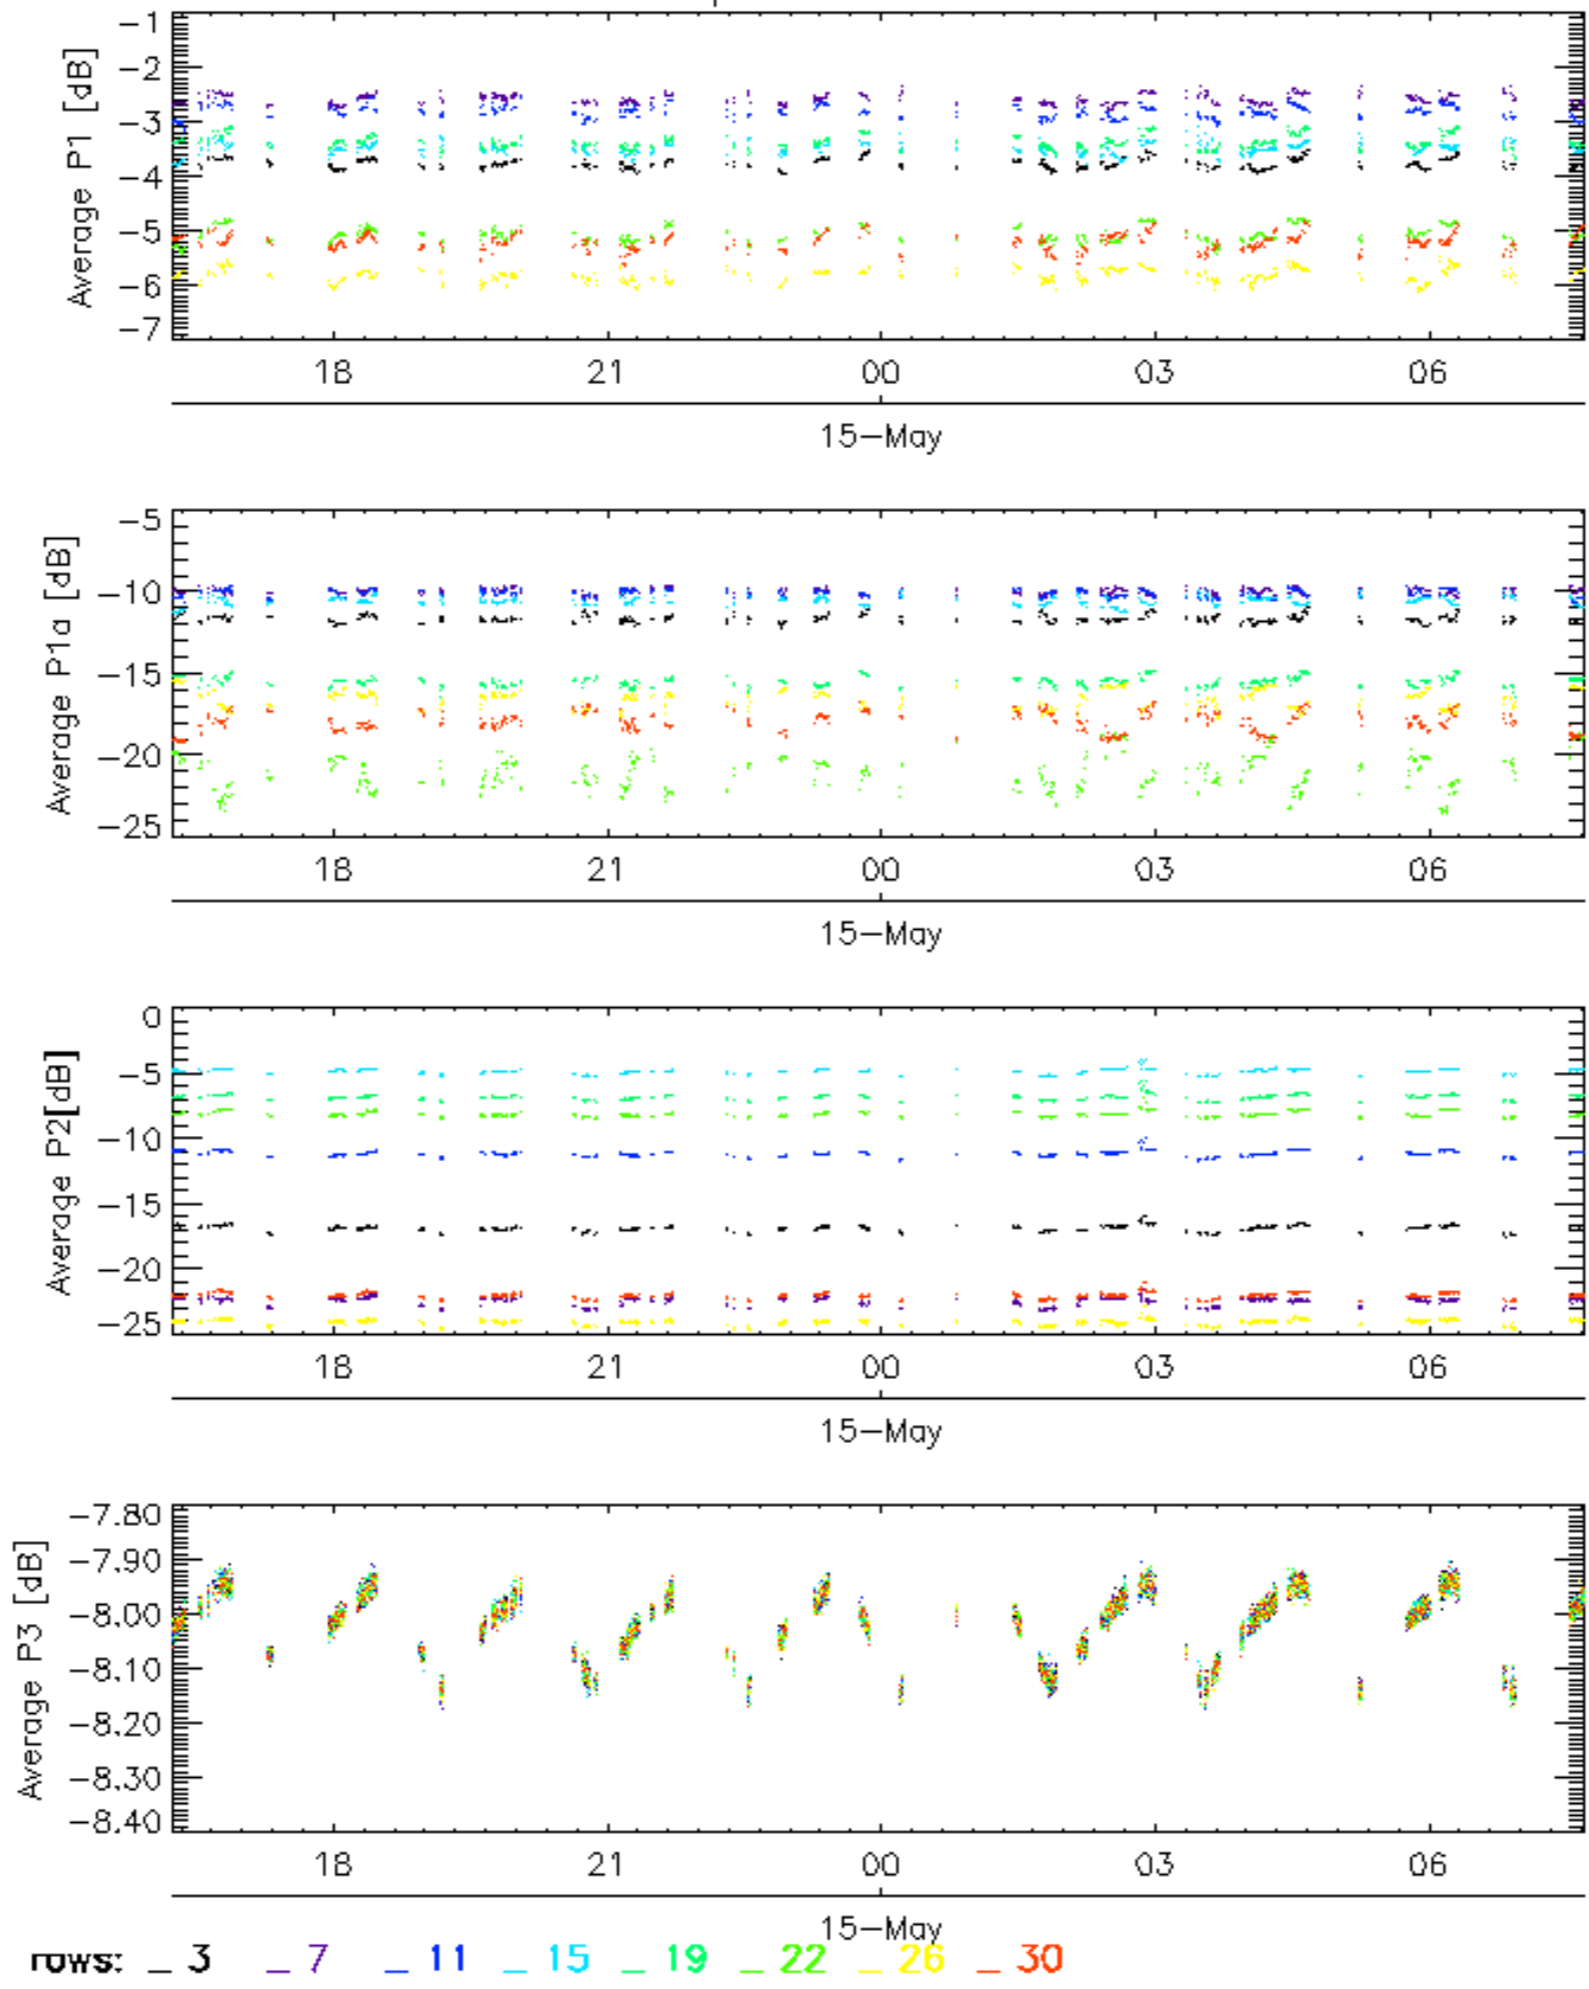 Average P1 [dB]
-1
-2
-3
-4
-5
-6
-7
18 21 00 03 06
15-May
Average P1a [dB]
-5
-10
-15
-20
-25
18 21 00 03 06
15-May
Average P2[dB]
0
-5
-10
-15
-20
-25
18 21 00 03 06
15-May
Average P3 [dB]
-7.80
-7.90
-8.00
-8.10
-8.20
-8.30
-8.40
18 21 00 03 06
15-May
rows: _ 3 _ 7 _ 11 _ 15 _ 19 _ 22 _ 26 _ 30